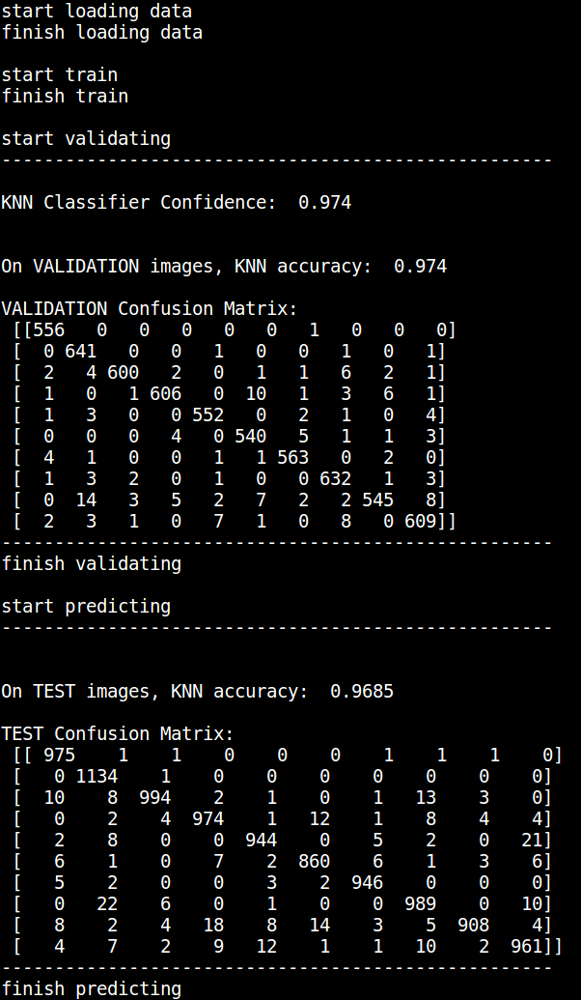 start loading data
finish loading data
start train
finish train
start validating
----------------------------------------------------
KNN Classifier Confidence:  0.974
On VALIDATION images, KNN accuracy:  0.974
VALIDATION Confusion Matrix:
 [[556   0   0   0   0   0   1   0   0   0]
 [  0 641   0   0   1   0   0   1   0   1]
 [  2   4 600   2   0   1   1   6   2   1]
 [  1   0   1 606   0  10   1   3   6   1]
 [  1   3   0   0 552   0   2   1   0   4]
 [  0   0   0   4   0 540   5   1   1   3]
 [  4   1   0   0   1   1 563   0   2   0]
 [  1   3   2   0   1   0   0 632   1   3]
 [  0  14   3   5   2   7   2   2 545   8]
 [  2   3   1   0   7   1   0   8   0 609]]
----------------------------------------------------
finish validating
start predicting
----------------------------------------------------
On TEST images, KNN accuracy:  0.9685
TEST Confusion Matrix:
 [[ 975    1    1    0    0    0    1    1    1    0]
 [   0 1134    1    0    0    0    0    0    0    0]
 [  10    8  994    2    1    0    1   13    3    0]
 [   0    2    4  974    1   12    1    8    4    4]
 [   2    8    0    0  944    0    5    2    0   21]
 [   6    1    0    7    2  860    6    1    3    6]
 [   5    2    0    0    3    2  946    0    0    0]
 [   0   22    6    0    1    0    0  989    0   10]
 [   8    2    4   18    8   14    3    5  908    4]
 [   4    7    2    9   12    1    1   10    2  961]]
----------------------------------------------------
finish predicting